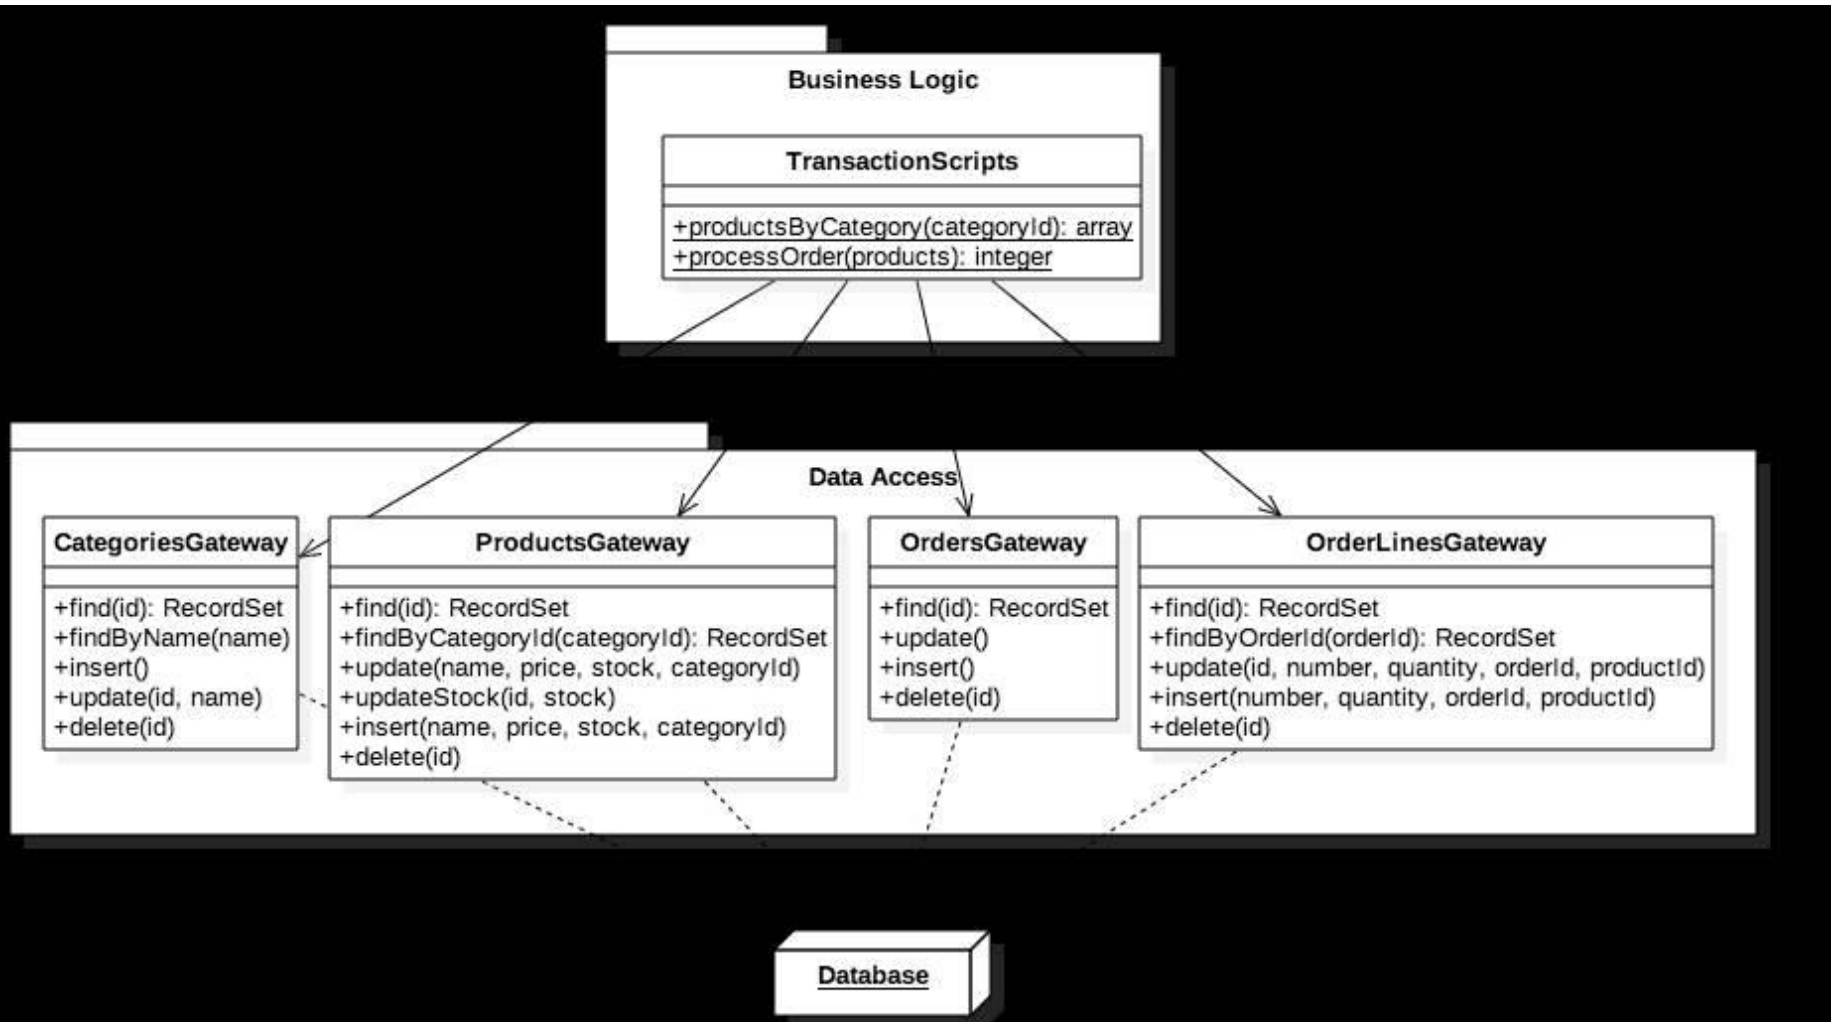 Business Logic
TransactionScripts
+productsByCategory(categoryId): array
+processOrder(products): integer
Data Access
CategoriesGateway
+find(id): RecordSet
+findByName(name)
+insert()
+update(id, name)
+delete(id)
ProductsGateway
+find(id): RecordSet
+findByCategoryId(categoryId): RecordSet
+update(name, price, stock, categoryId)
+updateStock(id, stock)
+insert(name, price, stock, categoryId)
+delete(id)
OrdersGateway
+find(id): RecordSet
+update()
+insert()
+delete(id)
OrderLinesGateway
+find(id): RecordSet
+findByOrderId(orderId): RecordSet
+update(id, number, quantity, orderId, productId)
+insert(number, quantity, orderId, productId)
+delete(id)
Database